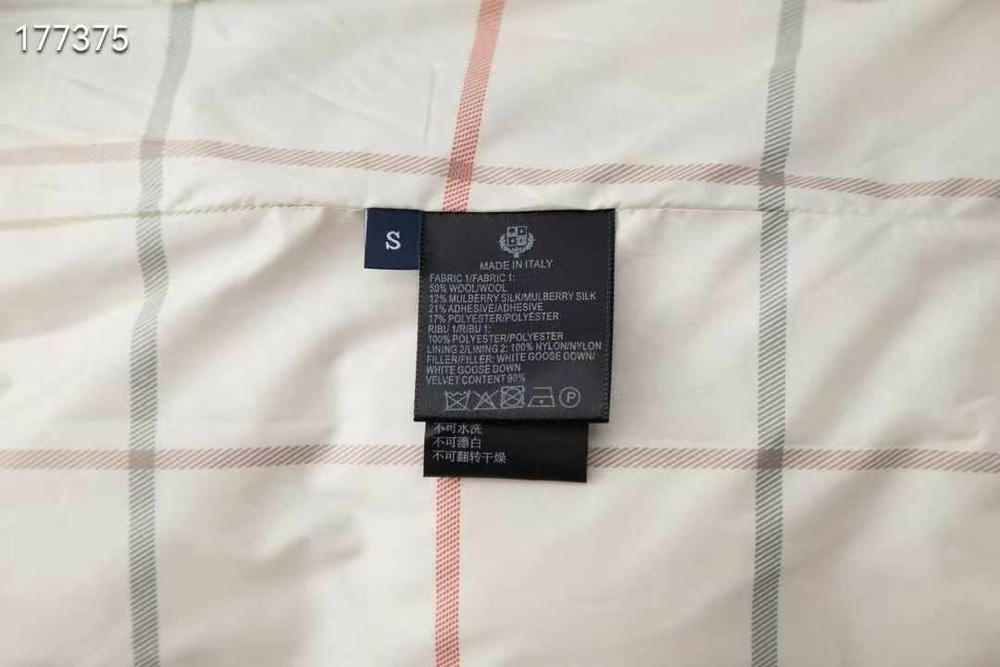 177375
S
MADE IN ITALY
FABRIC 1/FABRIC 1:
50% WOOL/WOOL
12% MULBERRY SILK/MULBERRY SILK
21% ADHESIVE/ADHESIVE
17% POLYESTER/POLYESTER
RIBU 1/RIBU 1:
100% POLYESTER/POLYESTER
LINING 2/LINING 2: 100% NYLON/NYLON
FILLER/FILLER: WHITE GOOSE DOWN/
WHITE GOOSE DOWN
VELVET CONTENT 90%
P
不可水洗
不可漂白
不可翻转干燥